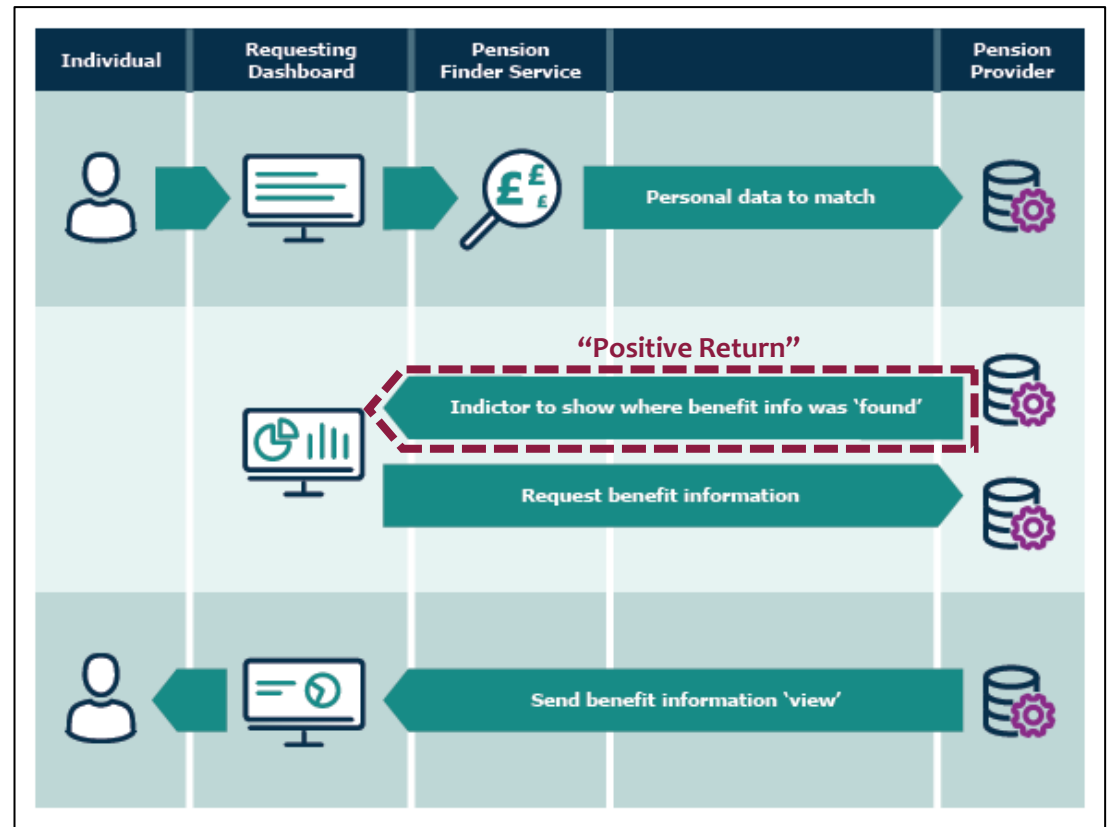 Individual
Requesting
Dashboard
Pension
Finder Service
Pension
Provider
£ £ £
Personal data to match
“Positive Return”
Indictor to show where benefit info was ‘found’
Request benefit information
Send benefit information ‘view’